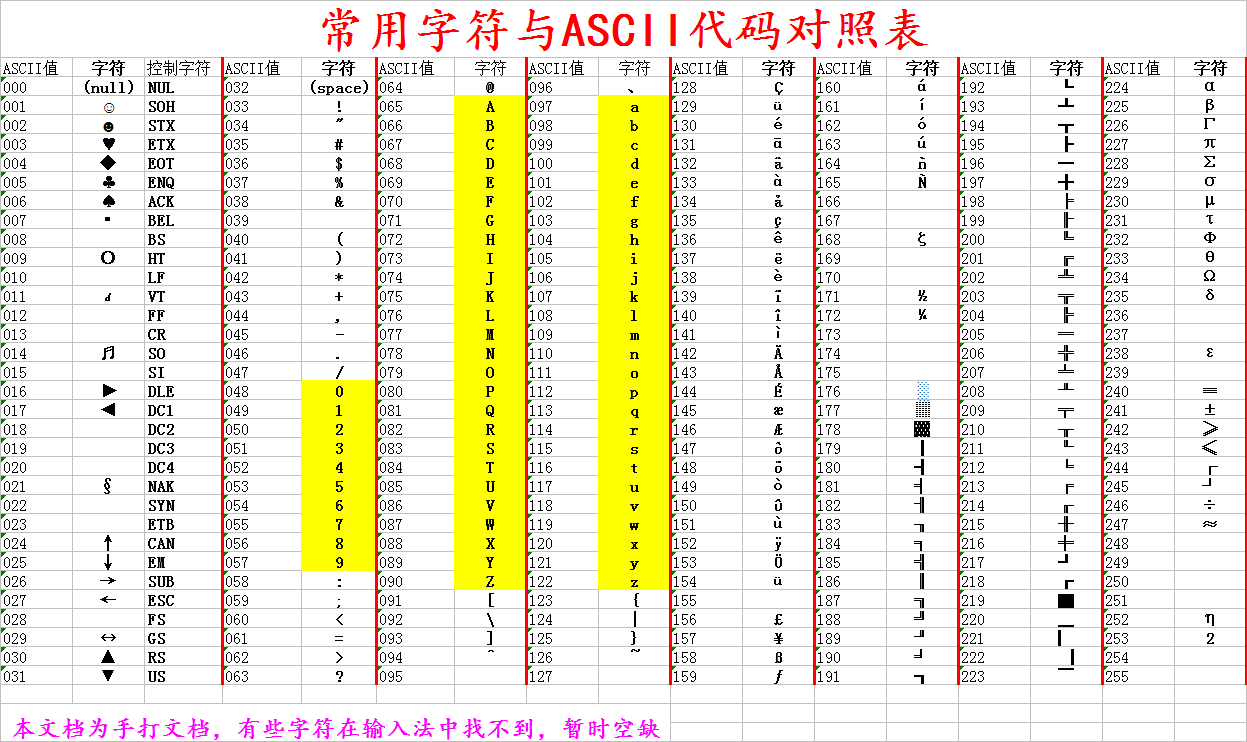 常用字符与ASCII代码对照表
ASCII值 字符 控制字符 ASCII值 字符 ASCII值 字符 ASCII值 字符 ASCII值 字符 ASCII值 字符 ASCII值 字符 ASCII值 字符
000 (null) NUL 032 (space) 064 @ 096 、 128 Ç 160 á 192 ┗ 224 α
001 ☺ SOH 033 ! 065 A 097 a 129 ü 161 í 193 ┻ 225 β
002 ☻ STX 034 ″ 066 B 098 b 130 é 162 ó 194 ┳ 226 Γ
003 ♥ ETX 035 # 067 C 099 c 131 ā 163 ú 195 ┣ 227 π
004 ◆ EOT 036 $ 068 D 100 d 132 â 164 ñ 196 ━ 228 Σ
005 ♣ ENQ 037 % 069 E 101 e 133 à 165 Ñ 197 ╋ 229 σ
006 ♠ ACK 038 & 070 F 102 f 134 å 166 198 ╞ 230 μ
007 ▪ BEL 039 071 G 103 g 135 ç 167 199 ╟ 231 τ
008 BS 040 ( 072 H 104 h 136 ê 168 ζ 200 ╚ 232 Φ
009 O HT 041 ) 073 I 105 i 137 ë 169 201 ╔ 233 θ
010 LF 042 * 074 J 106 j 138 è 170 202 ╩ 234 Ω
011 VT 043 + 075 K 107 k 139 ï 171 ½ 203 ╦ 235 δ
012 FF 044 , 076 L 108 l 140 î 172 ¼ 204 ╠ 236
013 CR 045 - 077 M 109 m 141 ì 173 205 ═ 237
014 ♬ SO 046 . 078 N 110 n 142 Ä 174 206 ╬ 238 ε
015 SI 047 / 079 O 111 o 143 Å 175 207 ╧ 239
016 ▶ DLE 048 0 080 P 112 p 144 É 176 ░ 208 ╨ 240 ═
017 ◀ DC1 049 1 081 Q 113 q 145 æ 177 ▒ 209 ╤ 241 ±
018 DC2 050 2 082 R 114 r 146 Æ 178 ▓ 210 ╥ 242 ⩾
019 DC3 051 3 083 S 115 s 147 ô 179 ┃ 211 ╙ 243 ⩽
020 DC4 052 4 084 T 116 t 148 ö 180 ┫ 212 ╘ 244 ┌
021 § NAK 053 5 085 U 117 u 149 ò 181 ╡ 213 ╒ 245 ┘
022 SYN 054 6 086 V 118 v 150 û 182 ╢ 214 ╓ 246 ÷
023 ETB 055 7 087 W 119 w 151 ù 183 ╖ 215 ╫ 247 ≈
024 ↑ CAN 056 8 088 X 120 x 152 ÿ 184 ╕ 216 ╪ 248
025 ↓ EM 057 9 089 Y 121 y 153 Ö 185 ╣ 217 ┛ 249
026 → SUB 058 : 090 Z 122 z 154 ü 186 ║ 218 ┏ 250
027 ← ESC 059 ; 091 [ 123 { 155 187 ╗ 219 █ 251
028 FS 060 < 092 \ 124 | 156 £ 188 ╝ 220 ▁ 252 η
029 ↔ GS 061 = 093 ] 125 } 157 ¥ 189 ╜ 221 ▎ 253 2
030 ▲ RS 062 > 094 ˆ 126 ~ 158 ß 190 ╛ 222 ▕ 254
031 ▼ US 063 ? 095 127 159 ƒ 191 ┓ 223 ▔ 255
本文档为手打文档，有些字符在输入法中找不到，暂时空缺